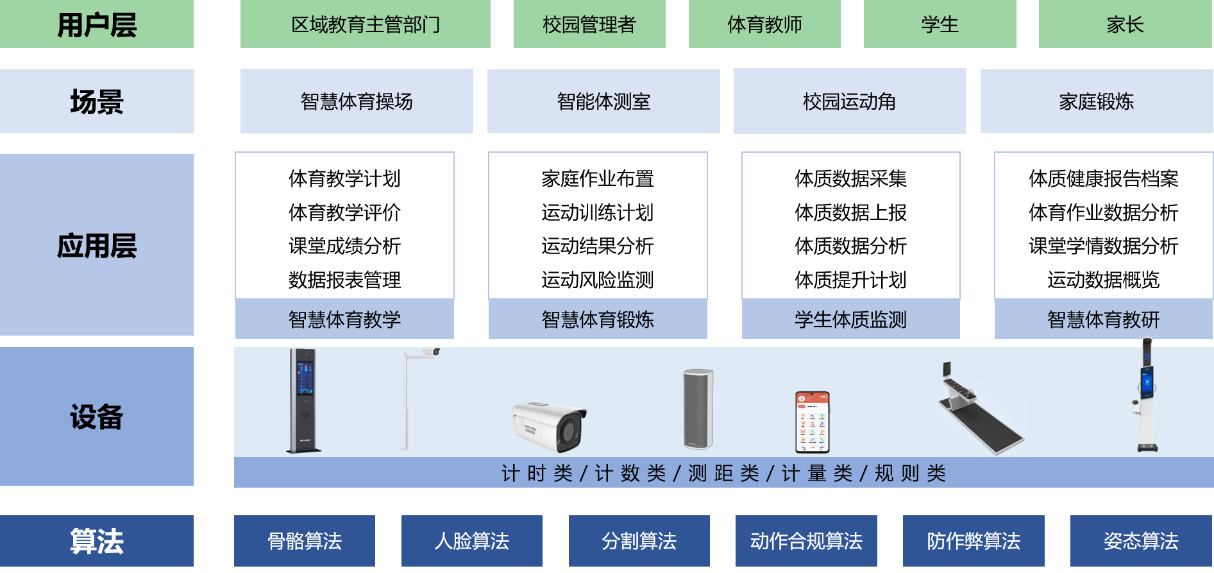 用户层
区域教育主管部门
校园管理者
体育教师
学生
家长
场景
智慧体育操场
智能体测室
校园运动角
家庭锻炼
应用层
体育教学计划
体育教学评价
课堂成绩分析
数据报表管理
智慧体育教学
家庭作业布置
运动训练计划
运动结果分析
运动风险监测
智慧体育锻炼
体质数据采集
体质数据上报
体质数据分析
体质提升计划
学生体质监测
体质健康报告档案
体育作业数据分析
课堂学情数据分析
运动数据概览
智慧体育教研
设备
计时类/计数类/测距类/计量类/规则类
算法
骨骼算法
人脸算法
分割算法
动作合规算法
防作弊算法
姿态算法